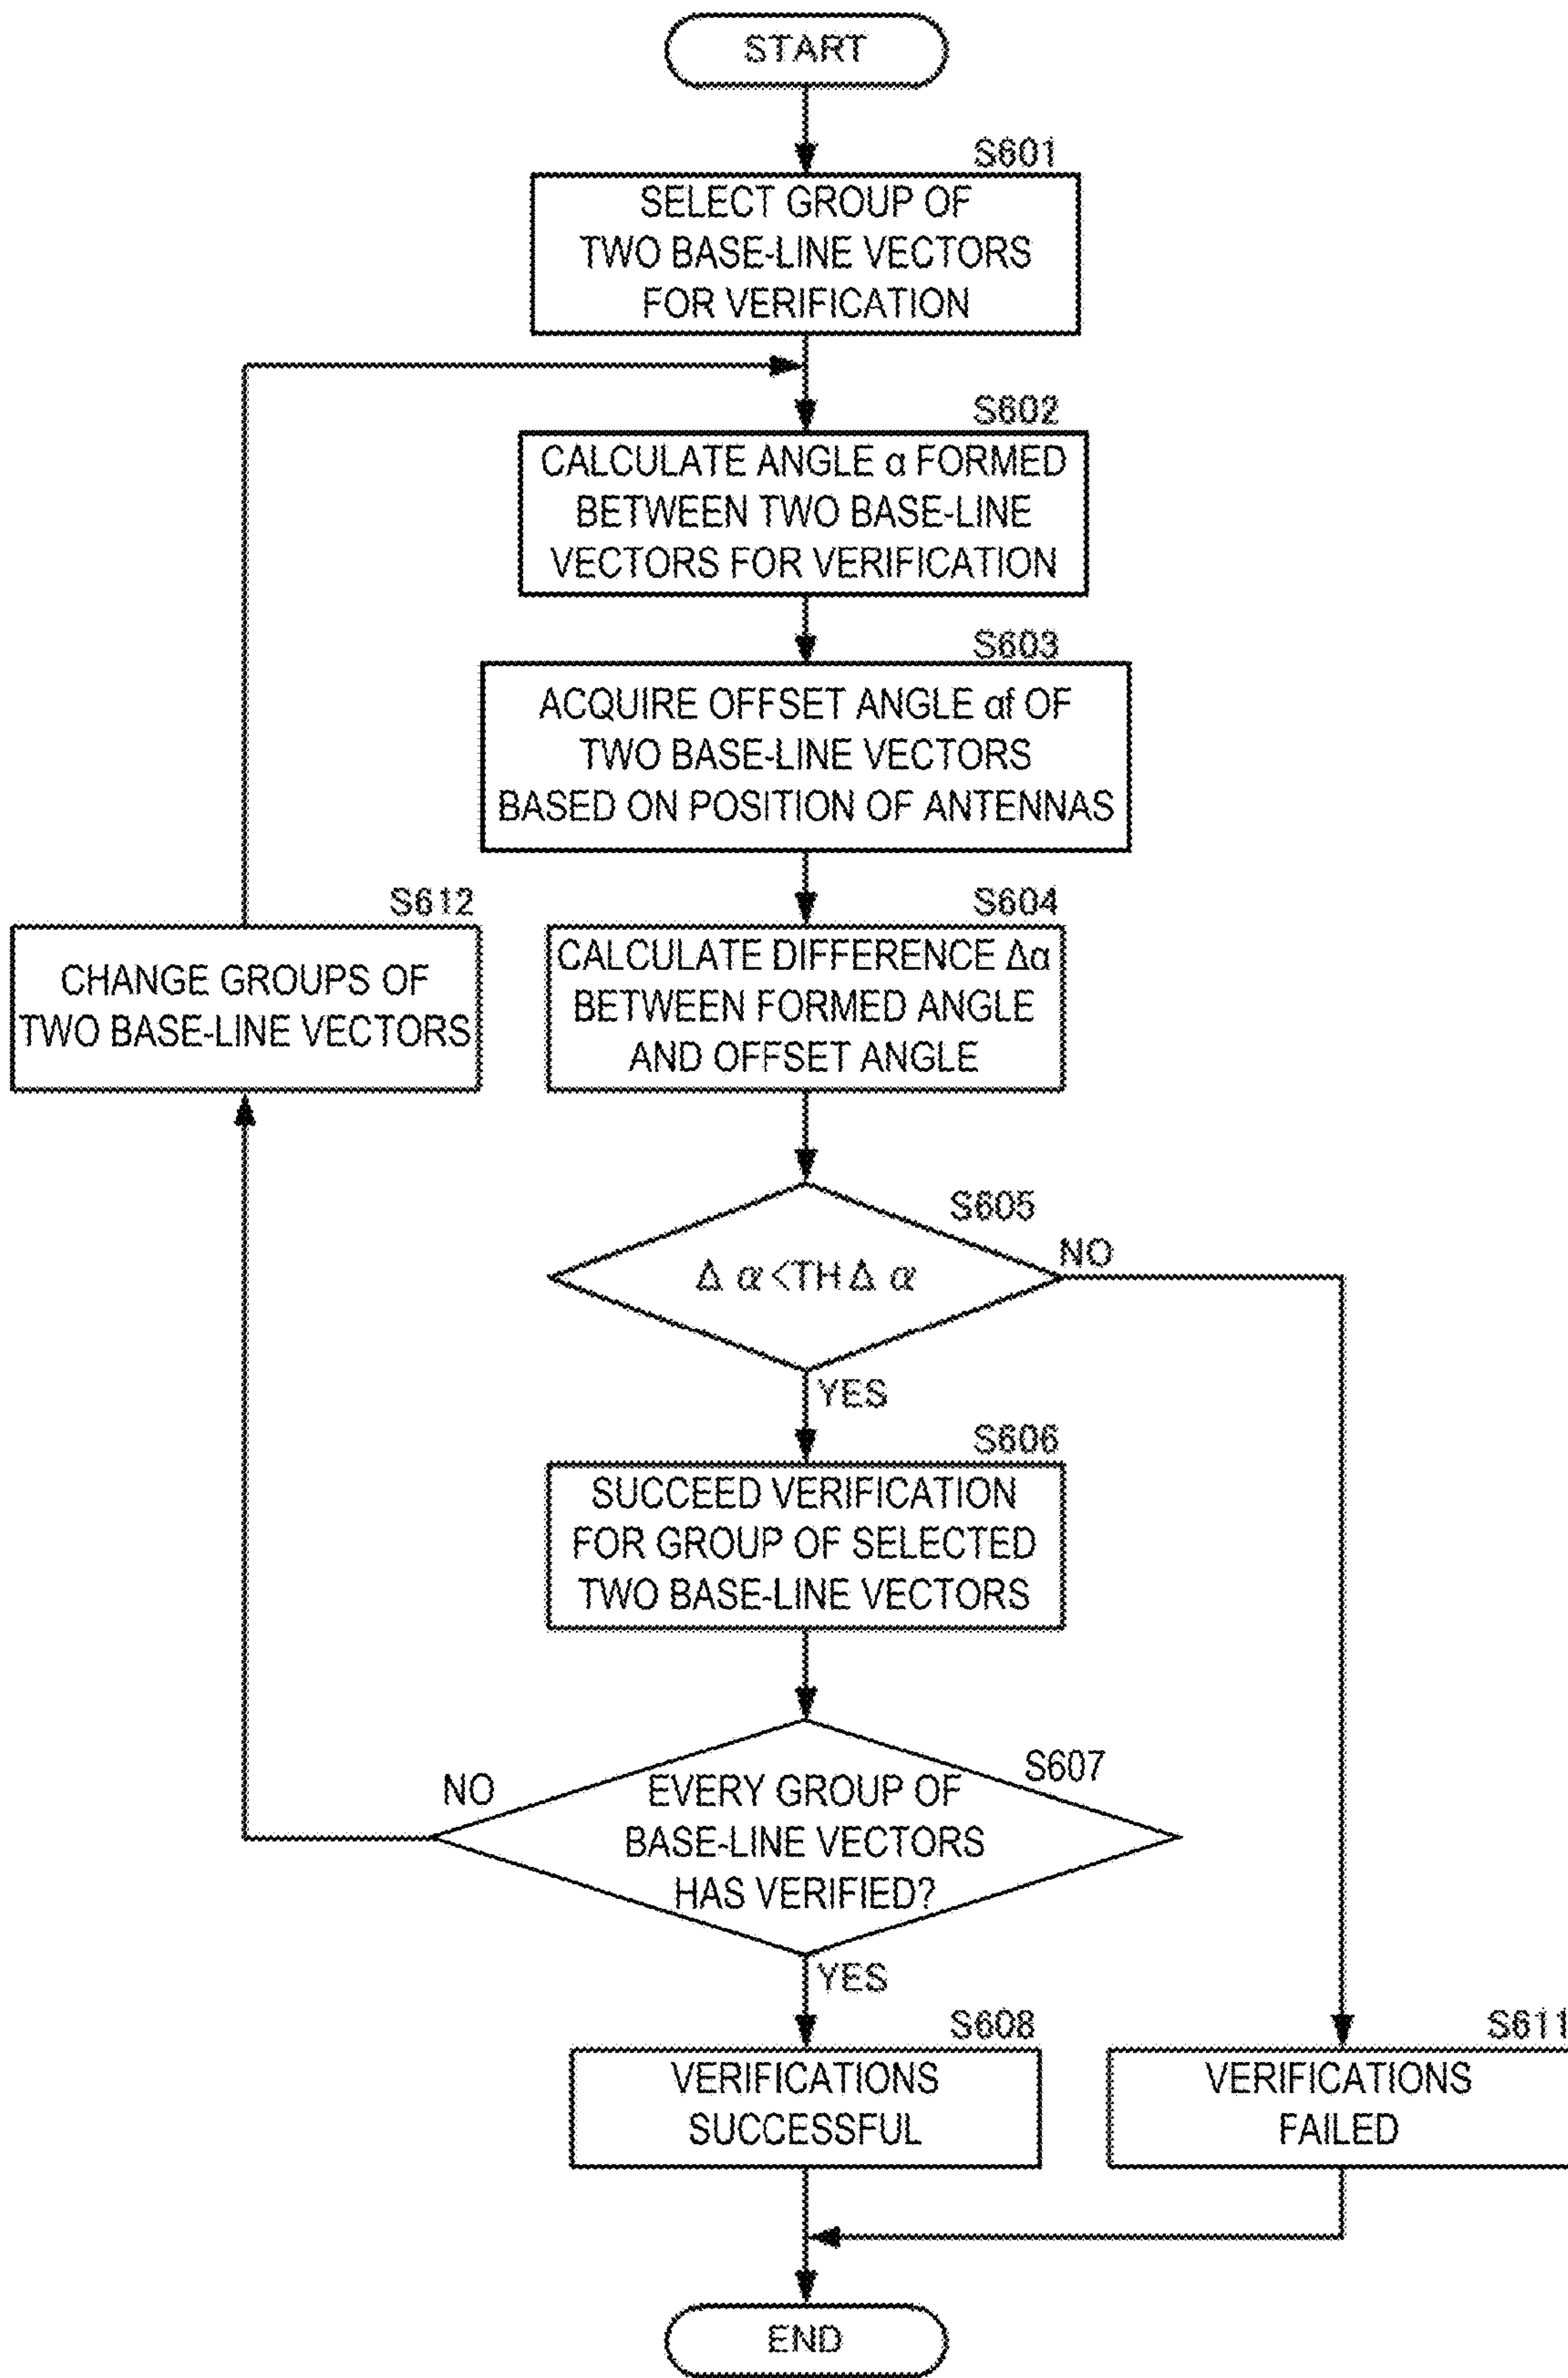 START
S601
SELECT GROUP OF
TWO BASE-LINE VECTORS
FOR VERIFICATION
S602
CALCULATE ANGLE α FORMED
BETWEEN TWO BASE-LINE
VECTORS FOR VERIFICATION
S603
ACQUIRE OFFSET ANGLE αf OF
TWO BASE-LINE VECTORS
BASED ON POSITION OF ANTENNAS
S604
CALCULATE DIFFERENCE Δα
BETWEEN FORMED ANGLE
AND OFFSET ANGLE
S612
CHANGE GROUPS OF
TWO BASE-LINE VECTORS
S605
Δ α <TH Δ α
NO
YES
S606
SUCCEED VERIFICATION
FOR GROUP OF SELECTED
TWO BASE-LINE VECTORS
S607
EVERY GROUP OF
BASE-LINE VECTORS
HAS VERIFIED?
NO
YES
S608
VERIFICATIONS
SUCCESSFUL
S611
VERIFICATIONS
FAILED
END